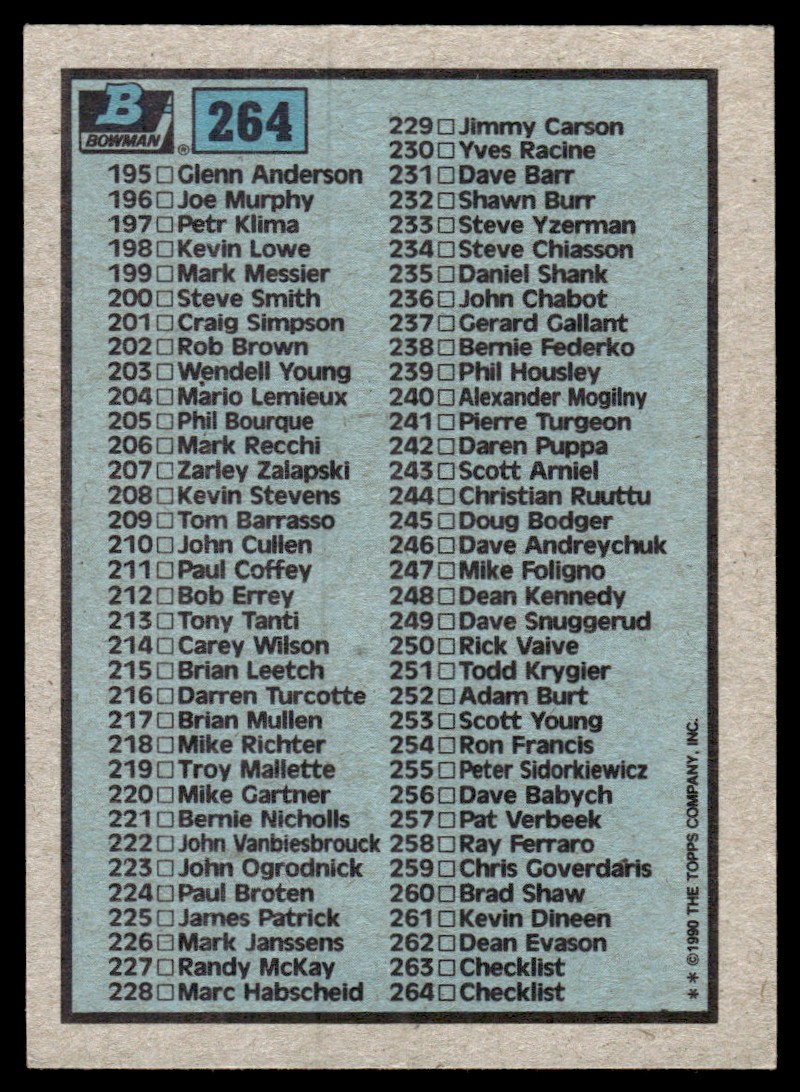 B
BOWMAN
®
264
195 □ Glenn Anderson
196 □ Joe Murphy
197 □ Petr Klima
198 □ Kevin Lowe
199 □ Mark Messier
200 □ Steve Smith
201 □ Craig Simpson
202 □ Rob Brown
203 □ Wendell Young
204 □ Mario Lemieux
205 □ Phil Bourque
206 □ Mark Recchi
207 □ Zarley Zalapski
208 □ Kevin Stevens
209 □ Tom Barrasso
210 □ John Cullen
211 □ Paul Coffey
212 □ Bob Errey
213 □ Tony Tanti
214 □ Carey Wilson
215 □ Brian Leetch
216 □ Darren Turcotte
217 □ Brian Mullen
218 □ Mike Richter
219 □ Troy Mallette
220 □ Mike Gartner
221 □ Bernie Nicholls
222 □ John Vanbiesbrouck
223 □ John Ogrodnick
224 □ Paul Broten
225 □ James Patrick
226 □ Mark Janssens
227 □ Randy McKay
228 □ Marc Habscheid
229 □ Jimmy Carson
230 □ Yves Racine
231 □ Dave Barr
232 □ Shawn Burr
233 □ Steve Yzerman
234 □ Steve Chiasson
235 □ Daniel Shank
236 □ John Chabot
237 □ Gerard Gallant
238 □ Bernie Federko
239 □ Phil Housley
240 □ Alexander Mogilny
241 □ Pierre Turgeon
242 □ Daren Puppa
243 □ Scott Arniel
244 □ Christian Ruuttu
245 □ Doug Bodger
246 □ Dave Andreychuk
247 □ Mike Foligno
248 □ Dean Kennedy
249 □ Dave Snuggerud
250 □ Rick Vaive
251 □ Todd Krygier
252 □ Adam Burt
253 □ Scott Young
254 □ Ron Francis
255 □ Peter Sidorkiewicz
256 □ Dave Babych
257 □ Pat Verbeek
258 □ Ray Ferraro
259 □ Chris Goverdaris
260 □ Brad Shaw
261 □ Kevin Dineen
262 □ Dean Evason
263 □ Checklist
264 □ Checklist
* * ©1990 THE TOPPS COMPANY, INC.